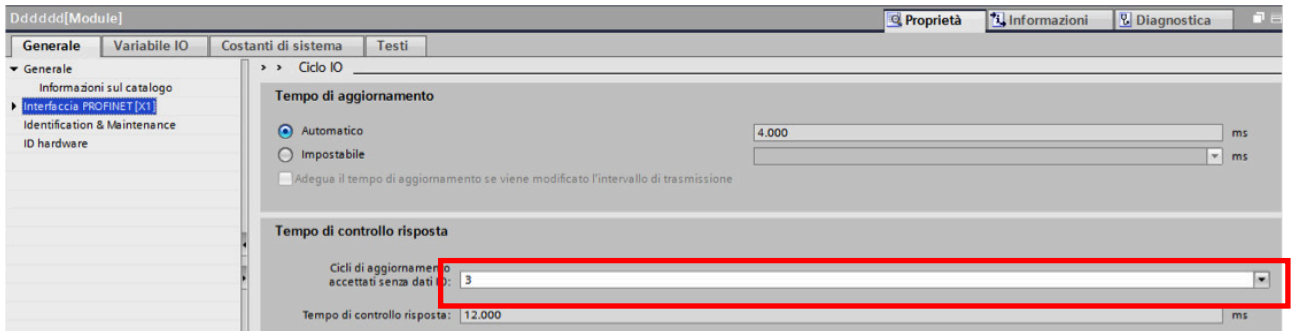 Dddddd[Module]
Proprietà Informazioni Diagnostica
Generale Variabile IO Costanti di sistema Testi
Generale
Informazioni sul catalogo
Interfaccia PROFINET [X1]
Identification & Maintenance
ID hardware
> > Ciclo IO
Tempo di aggiornamento
Automatico 4.000 ms
Impostabile ms
Adegua il tempo di aggiornamento se viene modificato l'intervallo di trasmissione
Tempo di controllo risposta
Cicli di aggiornamento
accettati senza dati IO: 3
Tempo di controllo risposta: 12.000 ms